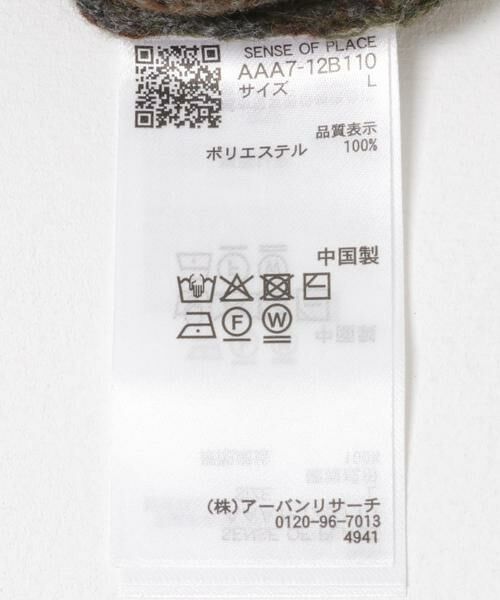 SENSE OF PLACE
AAA7-12B110
サイズ L
品質表示
ポリエステル 100%
中国製
F W
(株)アーバンリサーチ
0120-96-7013
4941